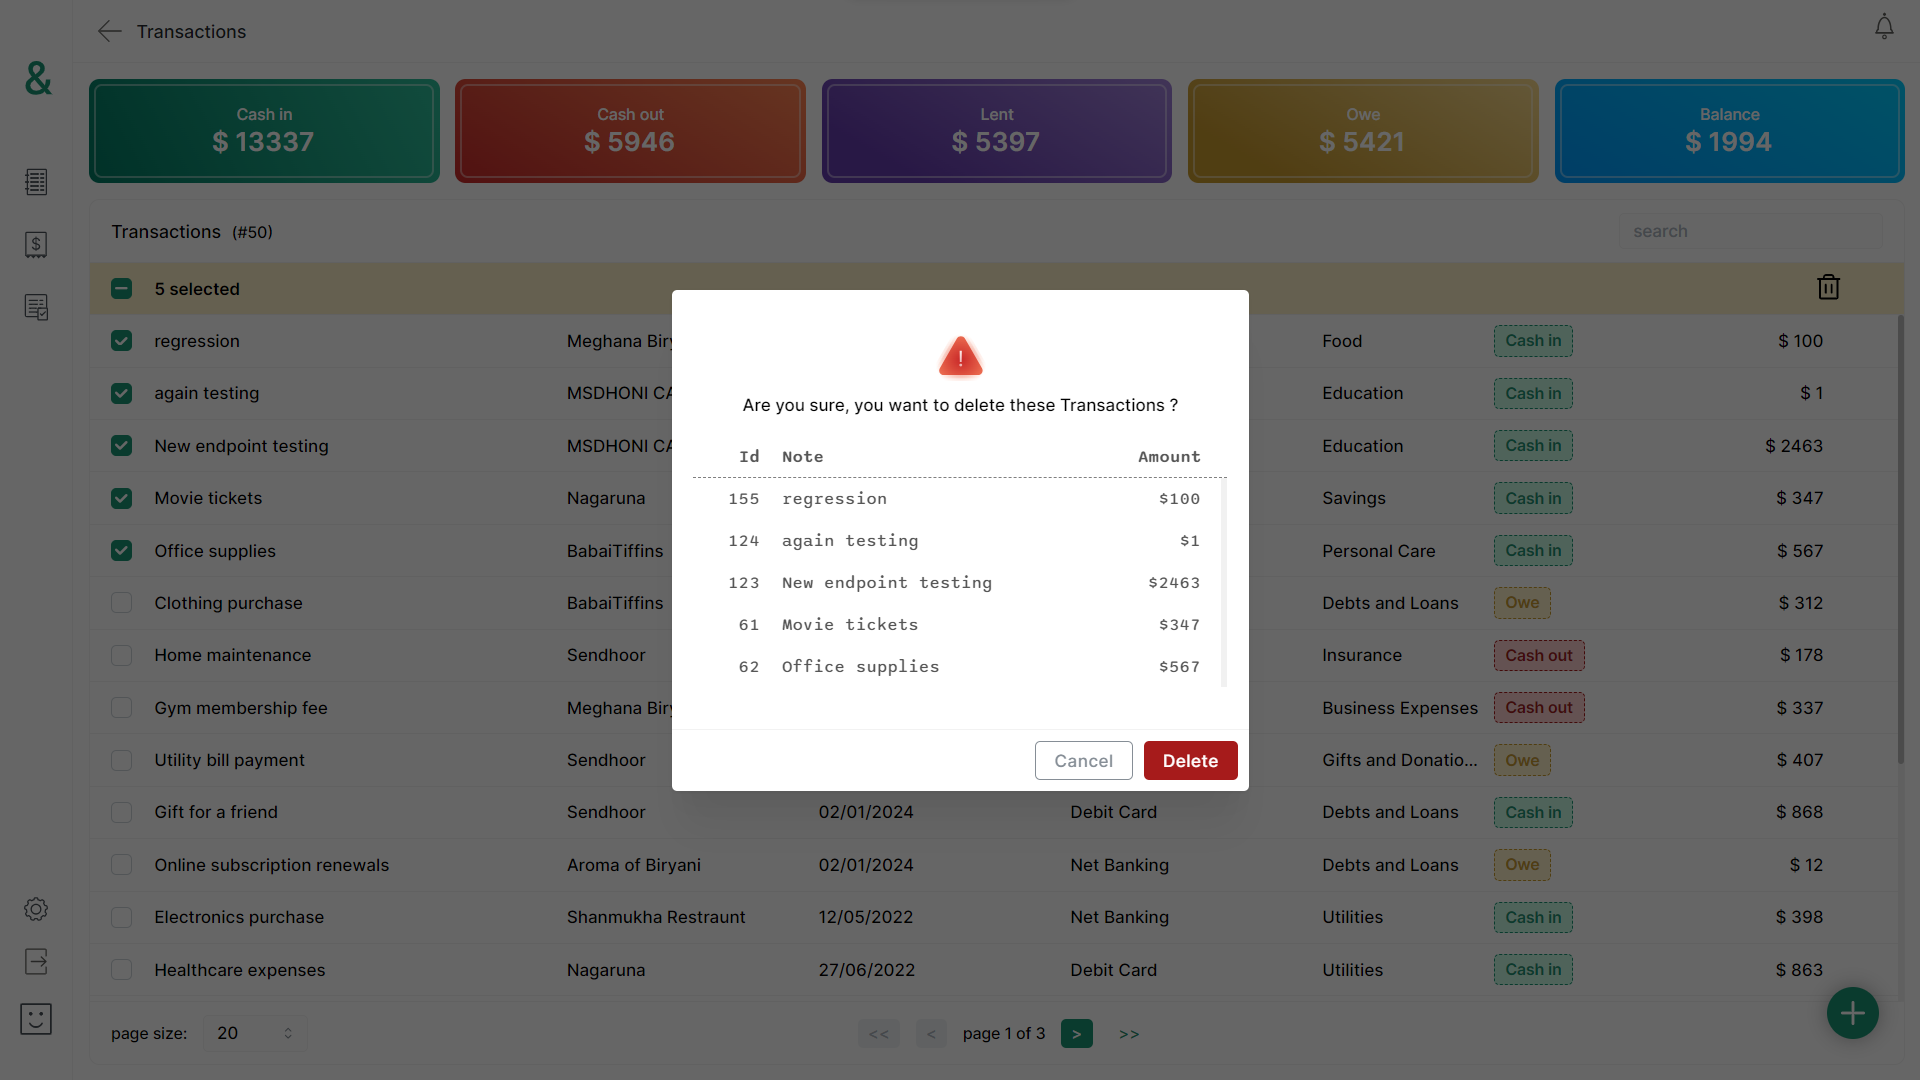 Transactions
&
Cash in
$ 13337
Cash out
$ 5946
Lent
$ 5397
Owe
$ 5421
Balance
$ 1994
Transactions (#50)
search
5 selected
regression Meghana Bir Food Cash in $ 100
again testing MSDHONI CA Education Cash in $ 1
New endpoint testing MSDHONI CA Education Cash in $ 2463
Movie tickets Nagaruna Savings Cash in $ 347
Office supplies BabaiTiffins Personal Care Cash in $ 567
Clothing purchase BabaiTiffins Debts and Loans Owe $ 312
Home maintenance Sendhoor Insurance Cash out $ 178
Gym membership fee Meghana Bir Business Expenses Cash out $ 337
Utility bill payment Sendhoor Gifts and Donatio... Owe $ 407
Gift for a friend Sendhoor 02/01/2024 Debit Card Debts and Loans Cash in $ 868
Online subscription renewals Aroma of Biryani 02/01/2024 Net Banking Debts and Loans Owe $ 12
Electronics purchase Shanmukha Restraunt 12/05/2022 Net Banking Utilities Cash in $ 398
Healthcare expenses Nagaruna 27/06/2022 Debit Card Utilities Cash in $ 863
page size: 20 << < page 1 of 3 > >>
Are you sure, you want to delete these Transactions ?
Id Note Amount
155 regression $100
124 again testing $1
123 New endpoint testing $2463
61 Movie tickets $347
62 Office supplies $567
Cancel Delete